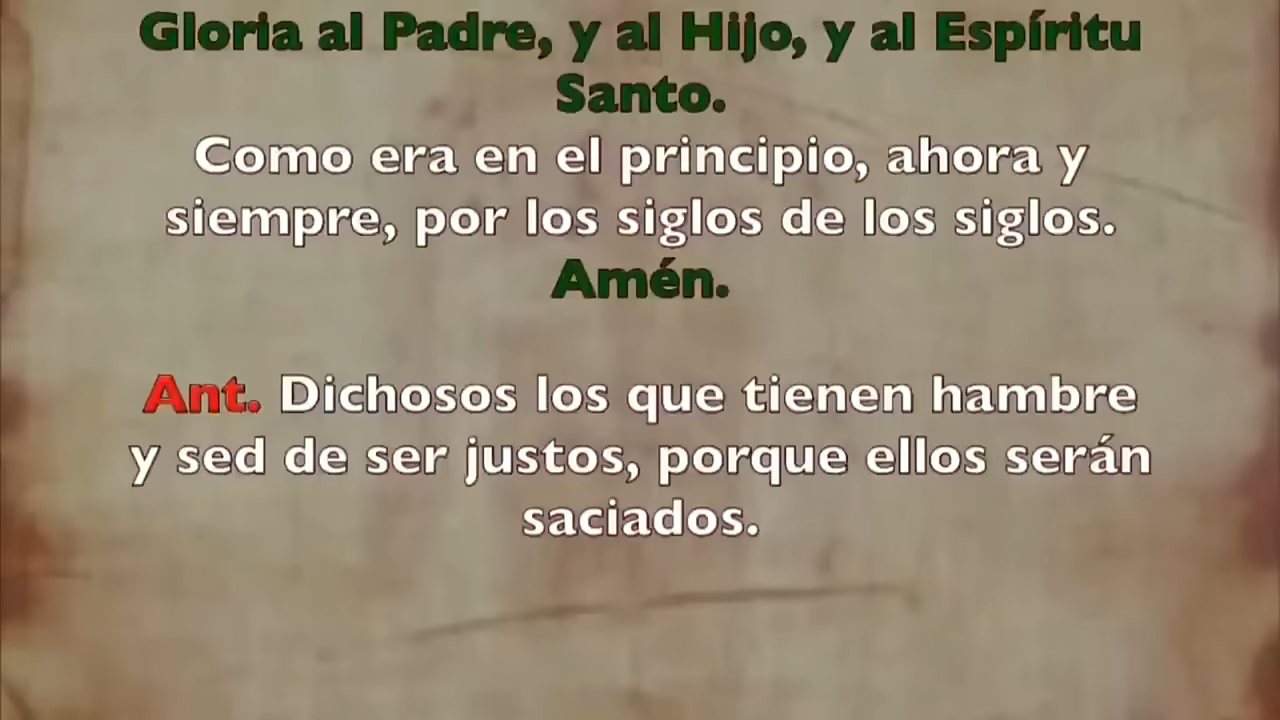 Gloria al Padre, y al Hijo, y al Espíritu
Santo.
Como era en el principio, ahora y
siempre, por los siglos de los siglos.
Amén.
Ant. Dichosos los que tienen hambre
y sed de ser justos, porque ellos serán
saciados.